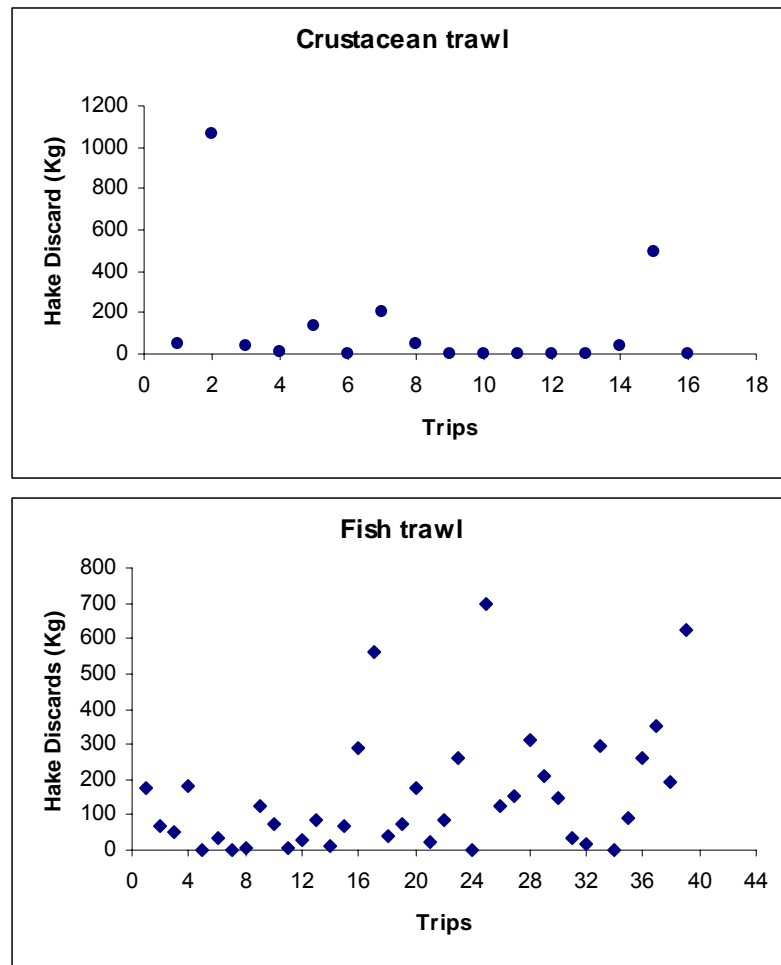 Crustacean trawl
Hake Discard (Kg)
1200
1000
800
600
400
200
0
0 2 4 6 8 10 12 14 16 18
Trips
Fish trawl
Hake Discards (Kg)
800
700
600
500
400
300
200
100
0
0 4 8 12 16 20 24 28 32 36 40 44
Trips